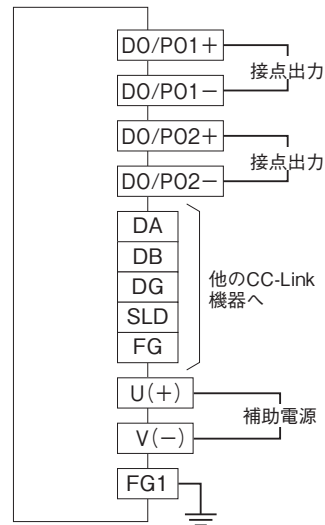 DO/PO1+
接点出力
DO/PO1−
DO/PO2+
接点出力
DO/PO2−
DA
DB
DG
SLD
FG
他のCC-Link
機器へ
U(+)
補助電源
V(−)
FG1